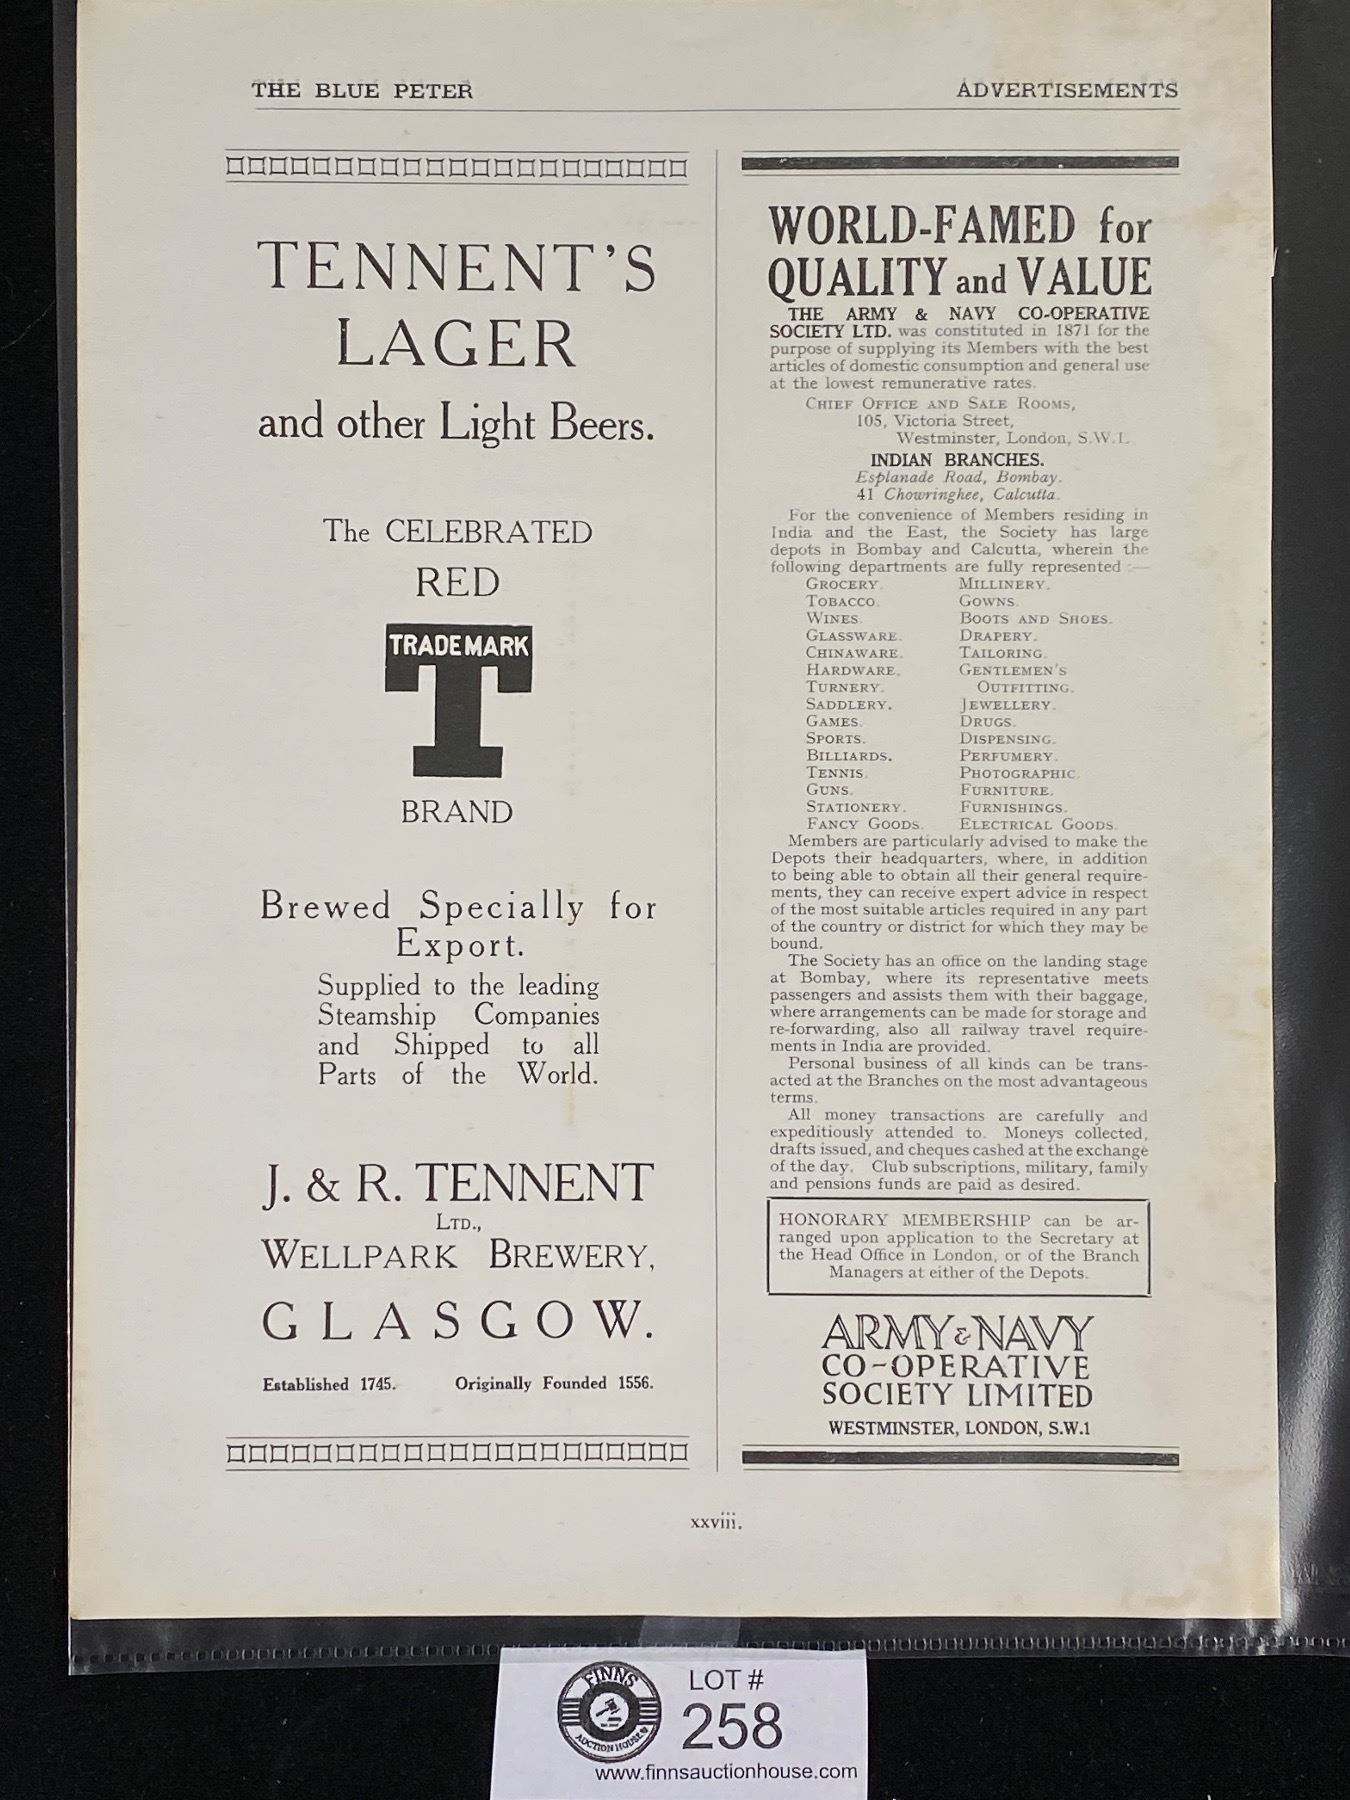 THE BLUE PETER
ADVERTISEMENTS
TENNENT'S
LAGER
and other Light Beers.
The CELEBRATED
RED
TRADE MARK
T
BRAND
Brewed Specially for
Export.
Supplied to the leading
Steamship Companies
and Shipped to all
Parts of the World.
J. & R. TENNENT
LTD.,
WELLPARK BREWERY,
GLASGOW.
Established 1745. Originally Founded 1556.
WORLD-FAMED for
QUALITY and VALUE
THE ARMY & NAVY CO-OPERATIVE
SOCIETY LTD. was constituted in 1871 for the
purpose of supplying its Members with the best
articles of domestic consumption and general use
at the lowest remunerative rates.
CHIEF OFFICE AND SALE ROOMS,
105, Victoria Street,
Westminster, London, S.W.1.
INDIAN BRANCHES.
Esplanade Road, Bombay.
41 Chowringhee, Calcutta.
For the convenience of Members residing in
India and the East, the Society has large
depots in Bombay and Calcutta, wherein the
following departments are fully represented :—
GROCERY. MILLINERY.
TOBACCO. GOWNS.
WINES. BOOTS AND SHOES.
GLASSWARE. DRAPERY.
CHINAWARE. TAILORING.
HARDWARE. GENTLEMEN'S
TURNERY. OUTFITTING.
SADDLERY. JEWELLERY.
GAMES. DRUGS.
SPORTS. DISPENSING.
BILLIARDS. PERFUMERY.
TENNIS. PHOTOGRAPHIC.
GUNS. FURNITURE.
STATIONERY. FURNISHINGS.
FANCY GOODS. ELECTRICAL GOODS.
Members are particularly advised to make the
Depots their headquarters, where, in addition
to being able to obtain all their general require-
ments, they can receive expert advice in respect
of the most suitable articles required in any part
of the country or district for which they may be
bound.
The Society has an office on the landing stage
at Bombay, where its representative meets
passengers and assists them with their baggage,
where arrangements can be made for storage and
re-forwarding, also all railway travel require-
ments in India are provided.
Personal business of all kinds can be trans-
acted at the Branches on the most advantageous
terms.
All money transactions are carefully and
expeditiously attended to. Moneys collected,
drafts issued, and cheques cashed at the exchange
of the day. Club subscriptions, military, family
and pensions funds are paid as desired.
HONORARY MEMBERSHIP can be ar-
ranged upon application to the Secretary at
the Head Office in London, or of the Branch
Managers at either of the Depots.
ARMY & NAVY
CO-OPERATIVE
SOCIETY LIMITED
WESTMINSTER, LONDON, S.W.1
xxviii.
FINNS
AUCTION HOUSE
LOT #
258
www.finnsauctionhouse.com